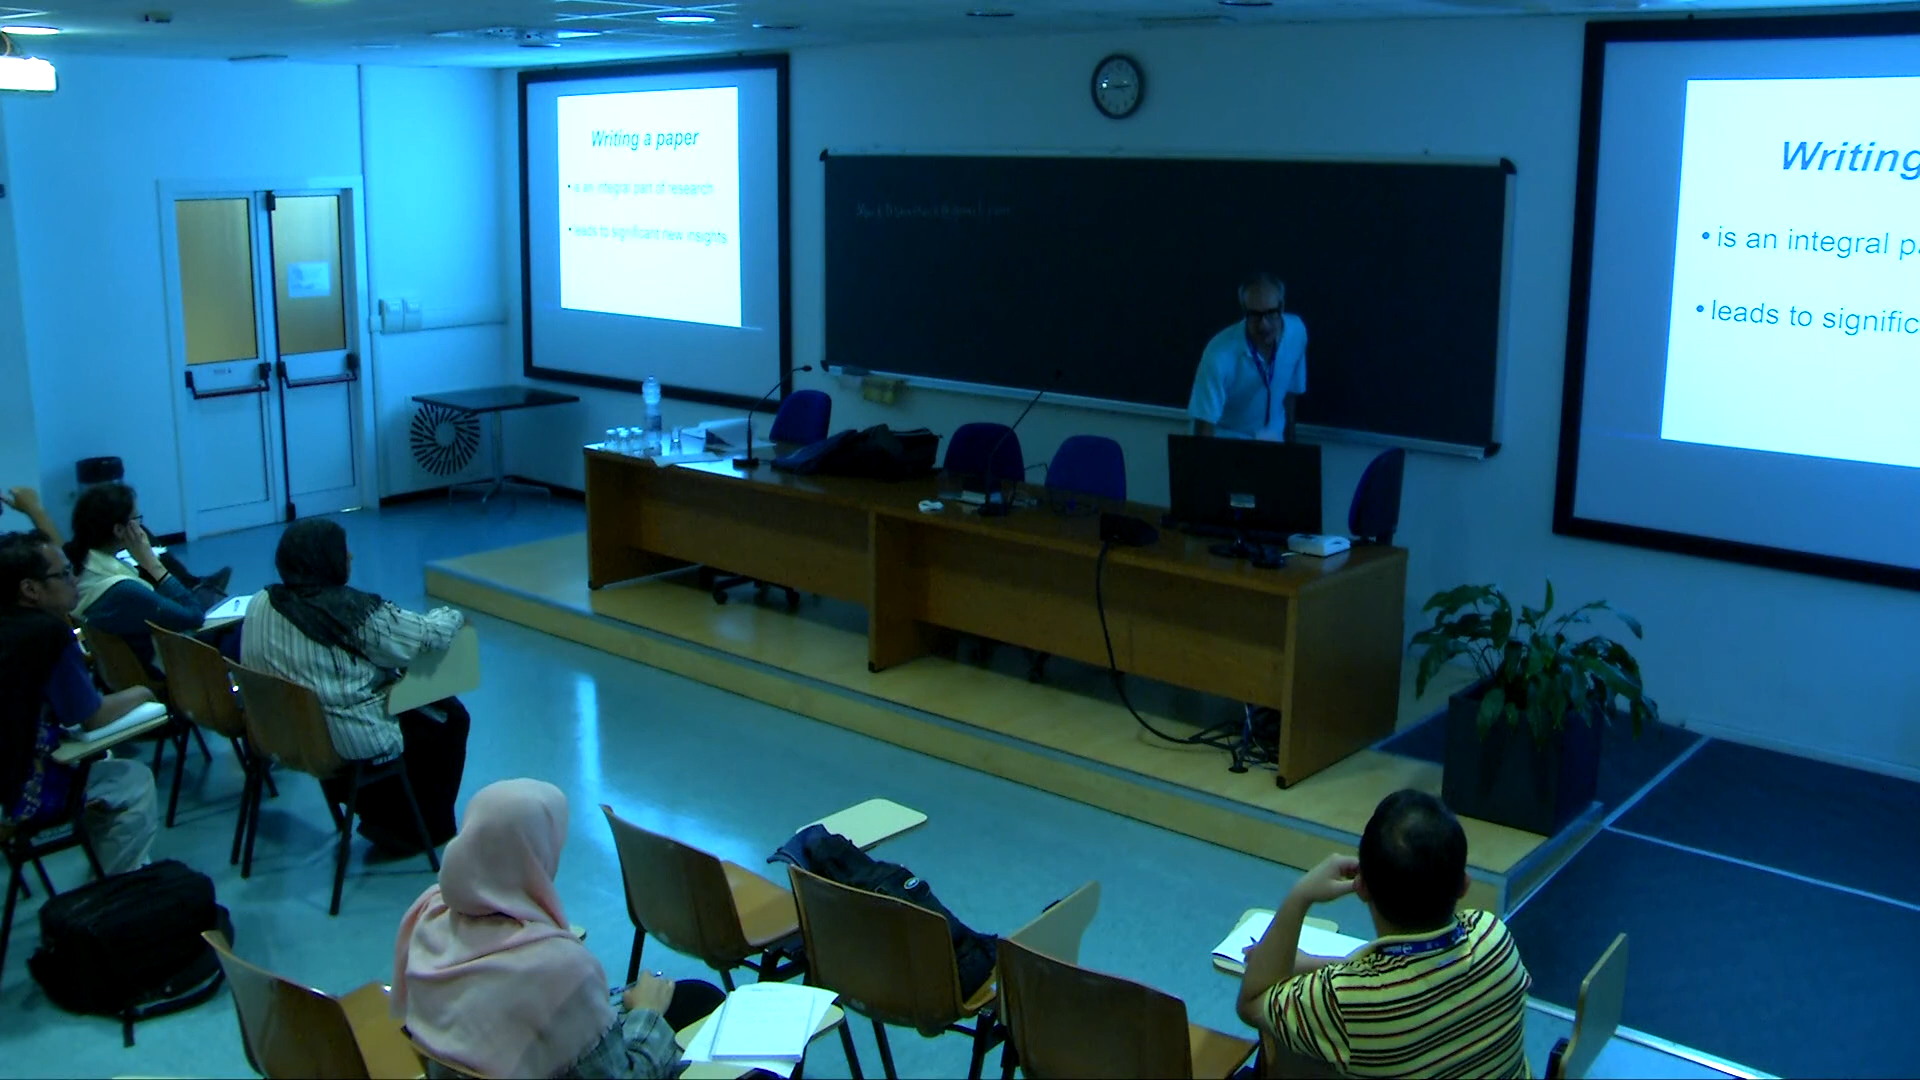 Writing a paper
• is an integral part of research
• leads to significant new insights
Writing
• is an integral
• leads to